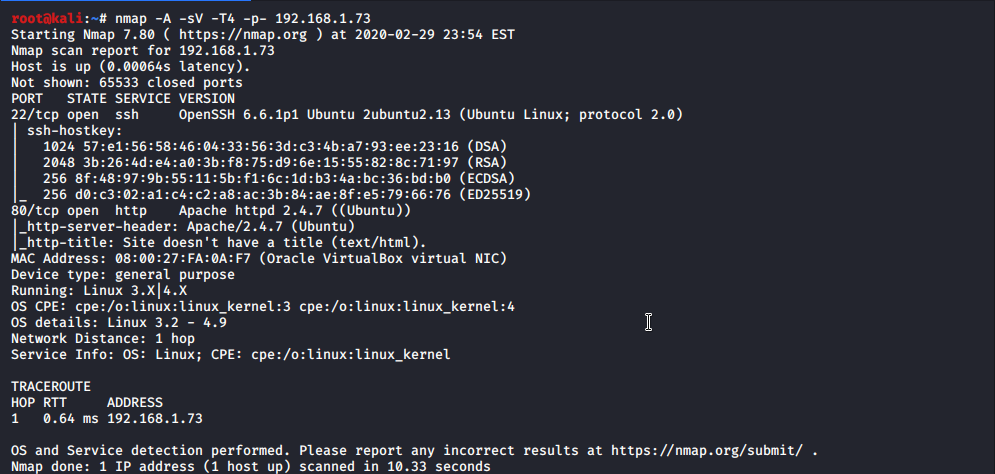 root@kali:~# nmap -A -sV -T4 -p- 192.168.1.73
Starting Nmap 7.80 ( https://nmap.org ) at 2020-02-29 23:54 EST
Nmap scan report for 192.168.1.73
Host is up (0.00064s latency).
Not shown: 65533 closed ports
PORT   STATE SERVICE VERSION
22/tcp open  ssh     OpenSSH 6.6.1p1 Ubuntu 2ubuntu2.13 (Ubuntu Linux; protocol 2.0)
| ssh-hostkey:
|   1024 57:e1:56:58:46:04:33:56:3d:c3:4b:a7:93:ee:23:16 (DSA)
|   2048 3b:26:4d:e4:a0:3b:f8:75:d9:6e:15:55:82:8c:71:97 (RSA)
|   256 8f:48:97:9b:55:11:5b:f1:6c:1d:b3:4a:bc:36:bd:b0 (ECDSA)
|_  256 d0:c3:02:a1:c4:c2:a8:ac:3b:84:ae:8f:e5:79:66:76 (ED25519)
80/tcp open  http    Apache httpd 2.4.7 ((Ubuntu))
|_http-server-header: Apache/2.4.7 (Ubuntu)
|_http-title: Site doesn't have a title (text/html).
MAC Address: 08:00:27:FA:0A:F7 (Oracle VirtualBox virtual NIC)
Device type: general purpose
Running: Linux 3.X|4.X
OS CPE: cpe:/o:linux:linux_kernel:3 cpe:/o:linux:linux_kernel:4
OS details: Linux 3.2 - 4.9
Network Distance: 1 hop
Service Info: OS: Linux; CPE: cpe:/o:linux:linux_kernel

TRACEROUTE
HOP RTT     ADDRESS
1   0.64 ms 192.168.1.73

OS and Service detection performed. Please report any incorrect results at https://nmap.org/submit/ .
Nmap done: 1 IP address (1 host up) scanned in 10.33 seconds